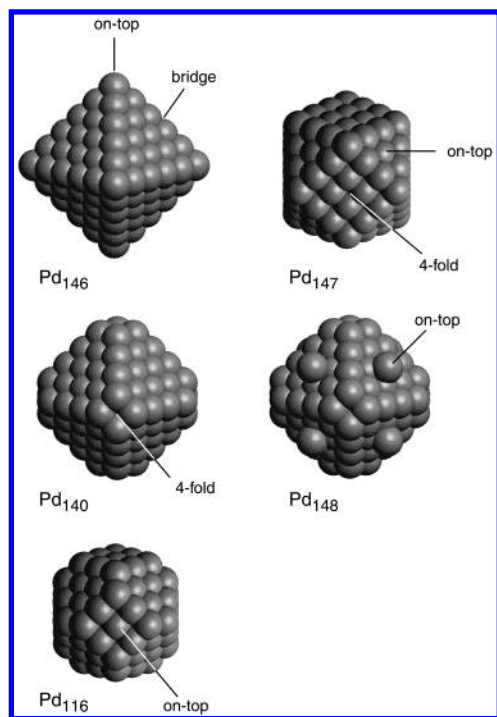 on-top
bridge
on-top
4-fold
Pd146
Pd147
on-top
4-fold
Pd140
Pd148
on-top
Pd116